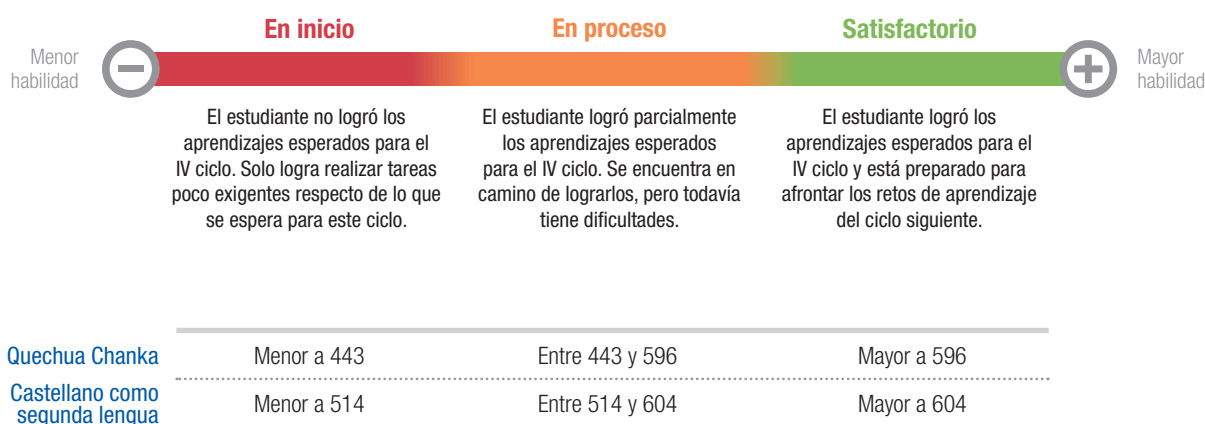 En inicio
En proceso
Satisfactorio
Menor
habilidad
Mayor
habilidad
El estudiante no logró los
aprendizajes esperados para el
IV ciclo. Solo logra realizar tareas
poco exigentes respecto de lo que
se espera para este ciclo.
El estudiante logró parcialmente
los aprendizajes esperados
para el IV ciclo. Se encuentra en
camino de lograrlos, pero todavía
tiene dificultades.
El estudiante logró los
aprendizajes esperados para el
IV ciclo y está preparado para
afrontar los retos de aprendizaje
del ciclo siguiente.
Quechua Chanka Menor a 443 Entre 443 y 596 Mayor a 596
Castellano como
segunda lengua Menor a 514 Entre 514 y 604 Mayor a 604